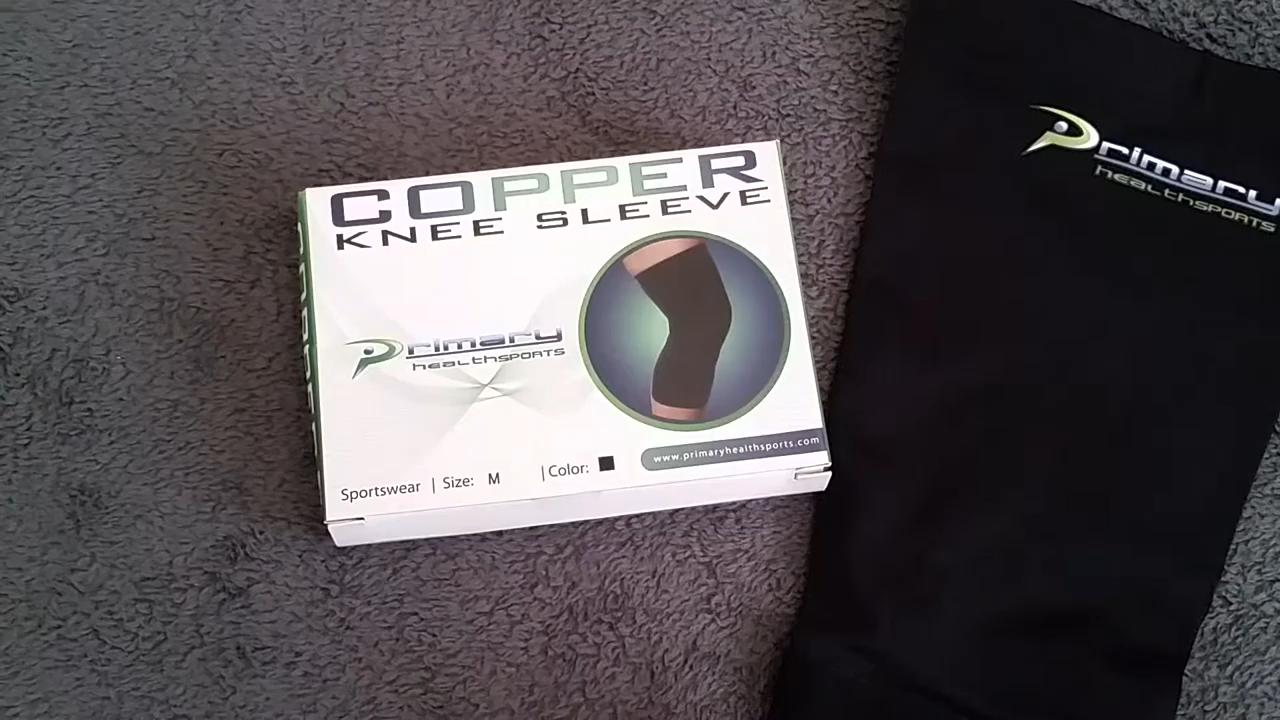 COPPER
KNEE SLEEVE
Primary
healthsports
Sportswear | Size: M | Color:
www.primaryhealthsports.com
Primary
healthsports